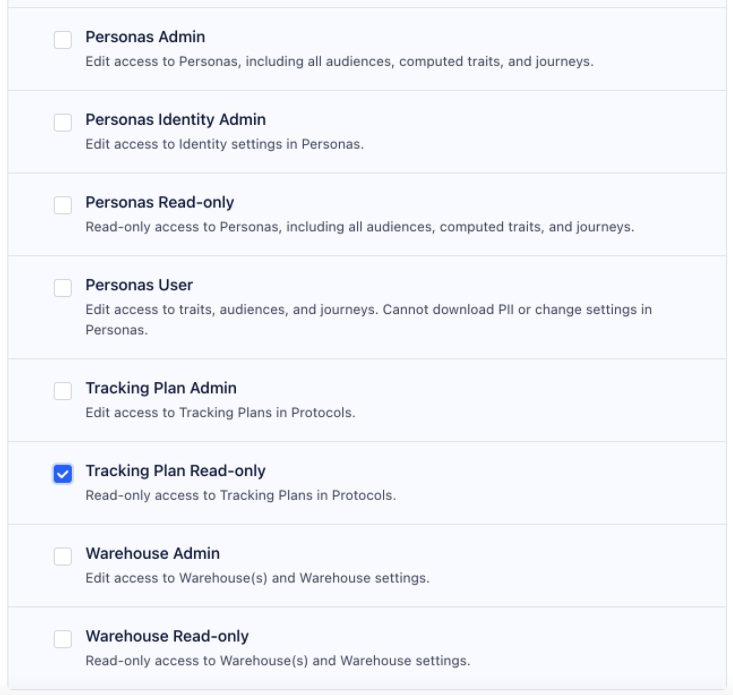 Personas Admin
Edit access to Personas, including all audiences, computed traits, and journeys.
Personas Identity Admin
Edit access to Identity settings in Personas.
Personas Read-only
Read-only access to Personas, including all audiences, computed traits, and journeys.
Personas User
Edit access to traits, audiences, and journeys. Cannot download PII or change settings in
Personas.
Tracking Plan Admin
Edit access to Tracking Plans in Protocols.
Tracking Plan Read-only
Read-only access to Tracking Plans in Protocols.
Warehouse Admin
Edit access to Warehouse(s) and Warehouse settings.
Warehouse Read-only
Read-only access to Warehouse(s) and Warehouse settings.